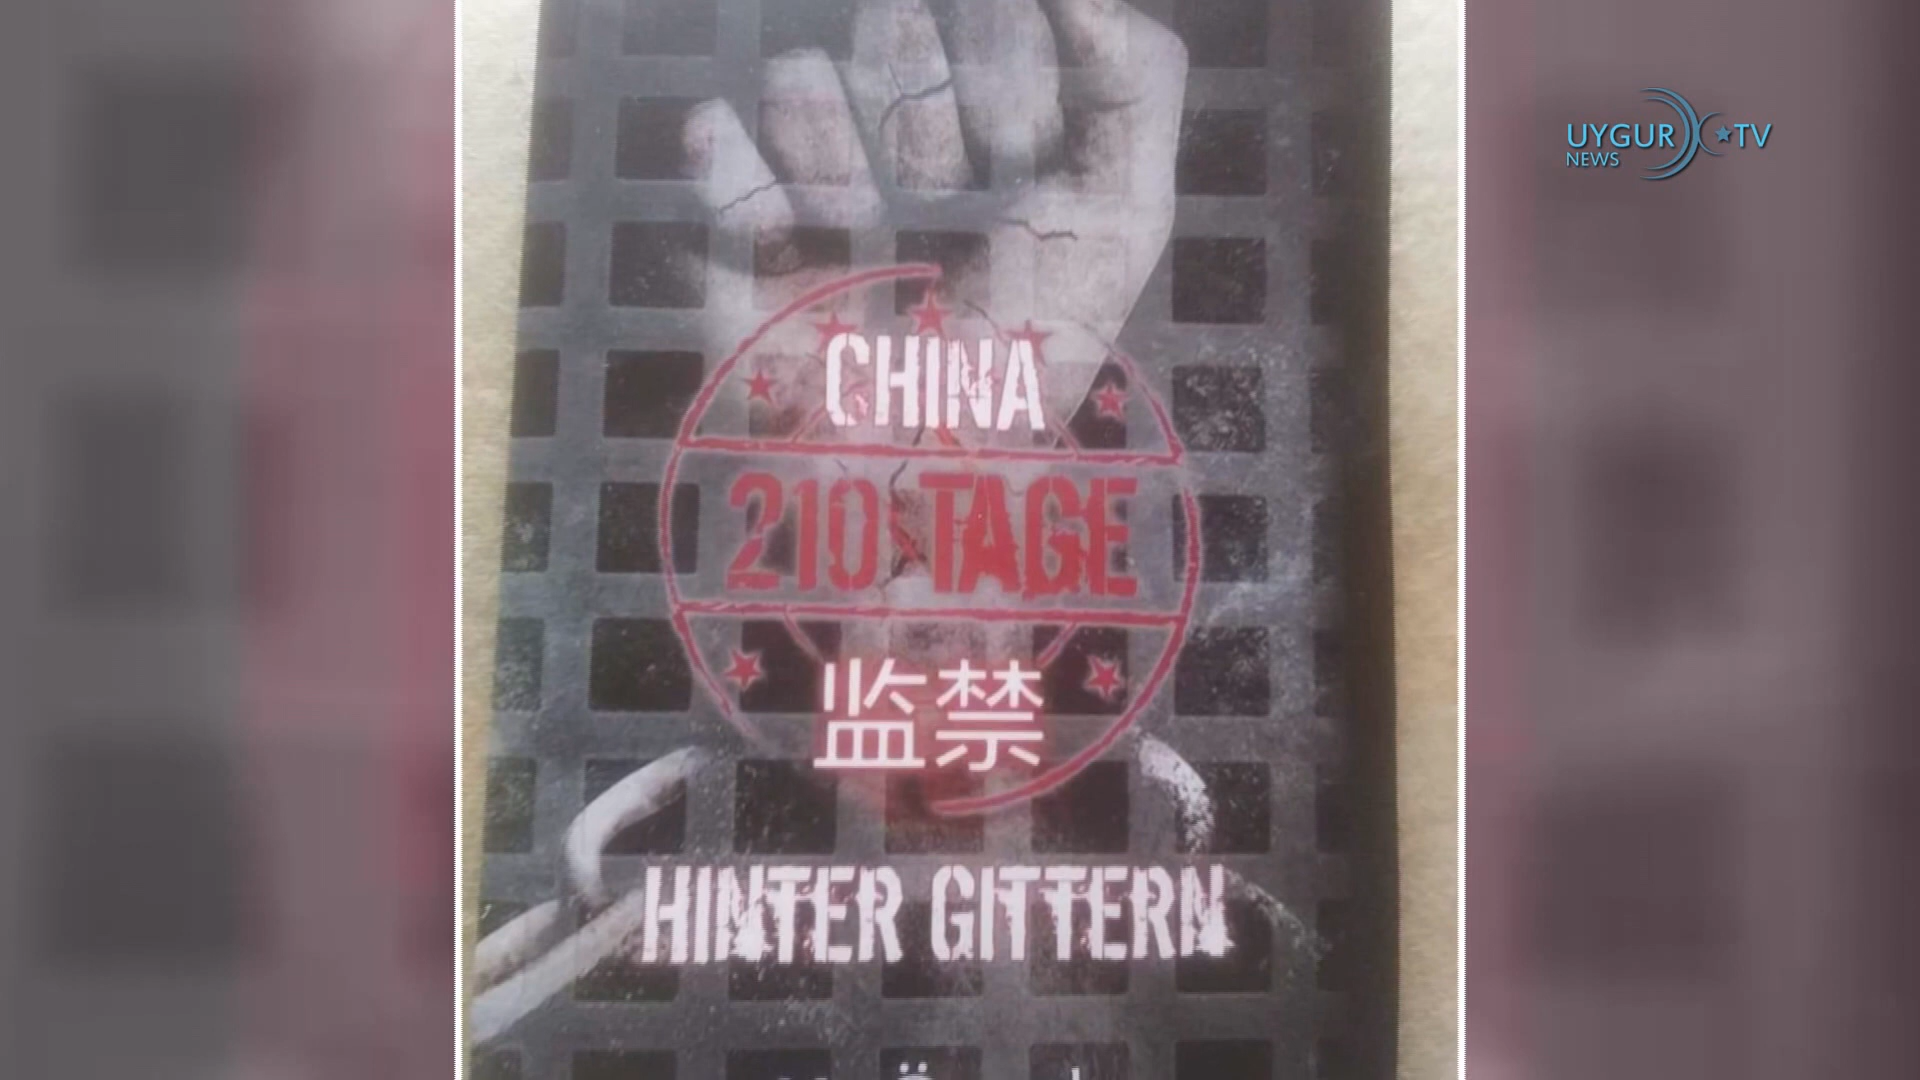 UYGUR TV
NEWS
CHINA
210 TAGE
监禁
HINTER GITTERN